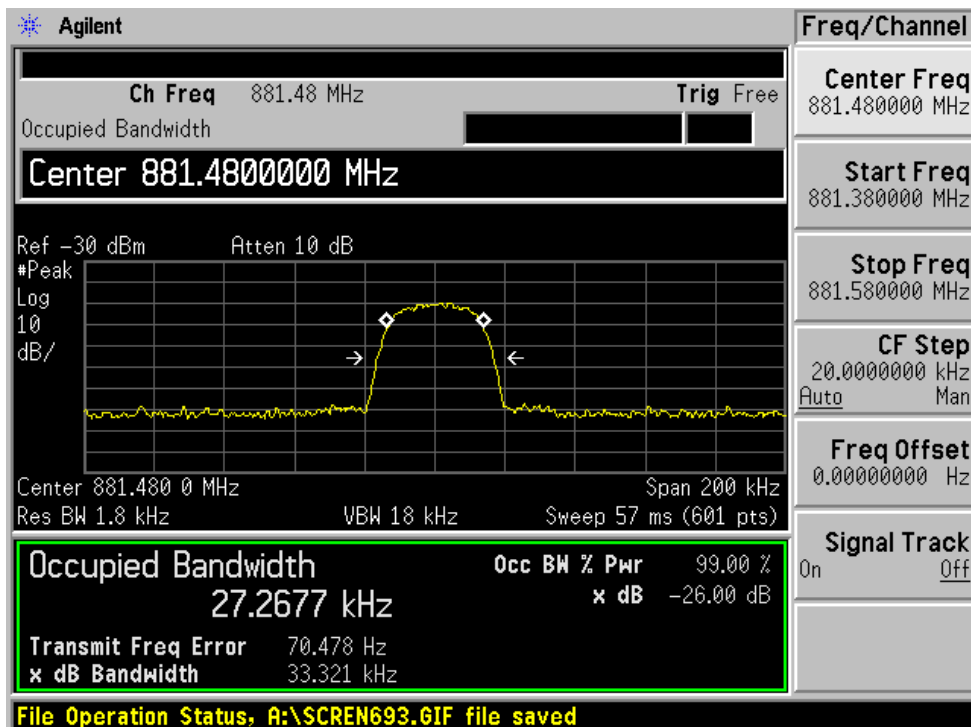 Agilent
Freq/Channel
Ch Freq 881.48 MHz Trig Free
Occupied Bandwidth
Center 881.4800000 MHz
Ref -30 dBm Atten 10 dB
#Peak
Log
10
dB/
Center 881.480 0 MHz Span 200 kHz
Res BW 1.8 kHz VBW 18 kHz Sweep 57 ms (601 pts)
Occupied Bandwidth
27.2677 kHz
Occ BW % Pwr 99.00 %
x dB -26.00 dB
Transmit Freq Error 70.478 Hz
x dB Bandwidth 33.321 kHz
File Operation Status, A:\SCREN693.GIF file saved
Center Freq
881.480000 MHz
Start Freq
881.380000 MHz
Stop Freq
881.580000 MHz
CF Step
20.0000000 kHz
Auto Man
Freq Offset
0.00000000 Hz
Signal Track
On Off